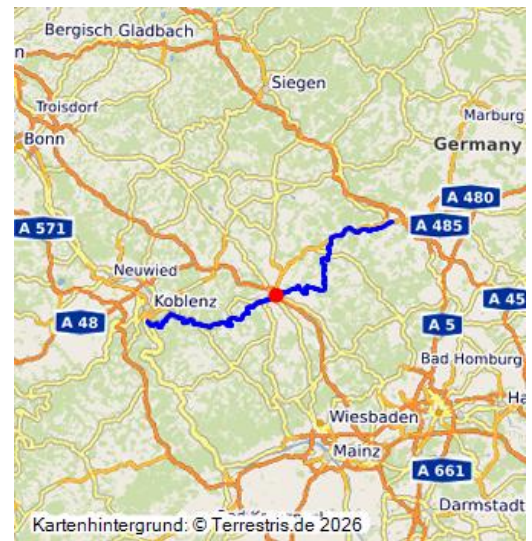 Bergisch Gladbach
n
Siegen
Troisdorf
Marburg
Bonn
Germany
A 480
A 571
A 485
Neuwied
Koblenz
A 45
A 48
A 5
Bad Homburg
Ha
Wiesbaden
Mainz
A 661
Darmstadt
Kartenhintergrund: © Terrestris.de 2026